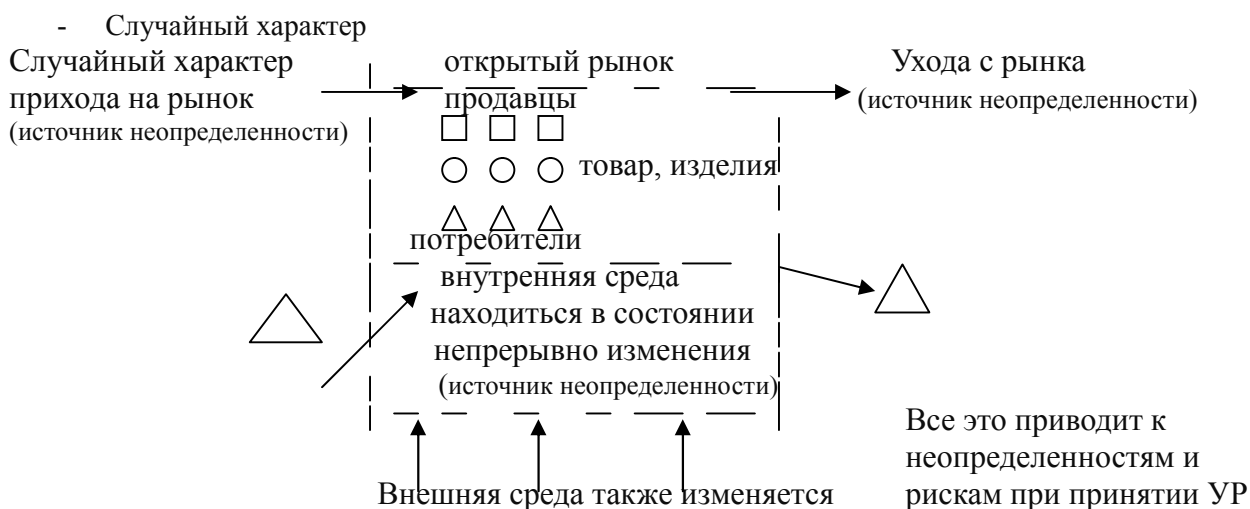 - Случайный характер
Случайный характер
прихода на рынок
(источник неопределенности)
открытый рынок
продавцы
товар, изделия
потребители
внутренняя среда
находиться в состоянии
непрерывно изменения
(источник неопределенности)
Ухода с рынка
(источник неопределенности)
Внешняя среда также изменяется
Все это приводит к
неопределенностям и
рискам при принятии УР